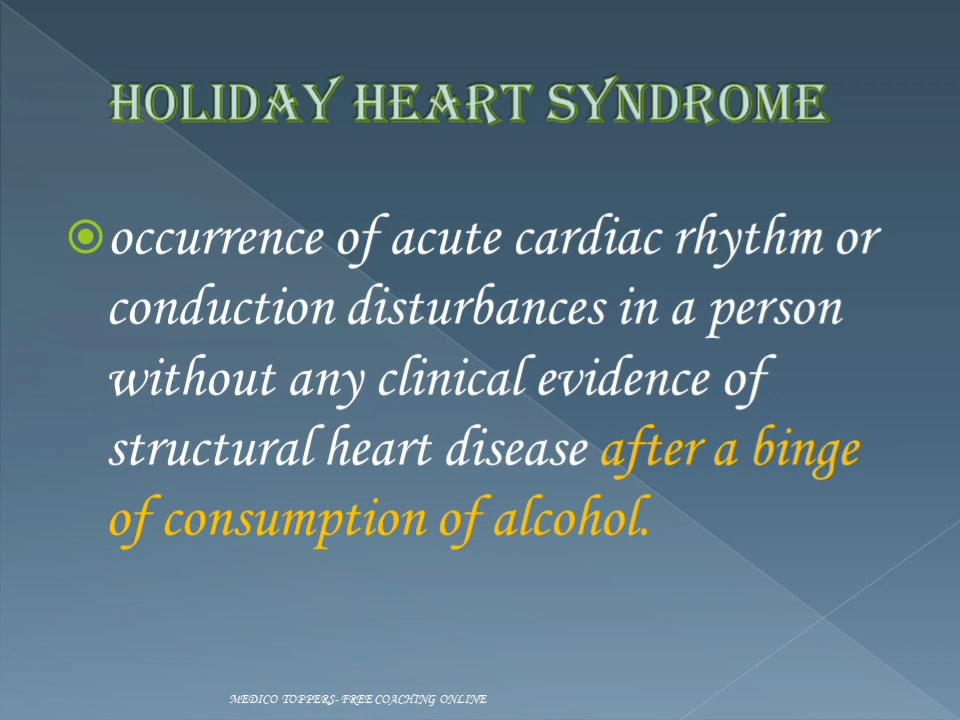 HOLIDAY HEART SYNDROME
occurrence of acute cardiac rhythm or
conduction disturbances in a person
without any clinical evidence of
structural heart disease after a binge
of consumption of alcohol.
MEDICO TOPPERS- FREE COACHING ONLINE